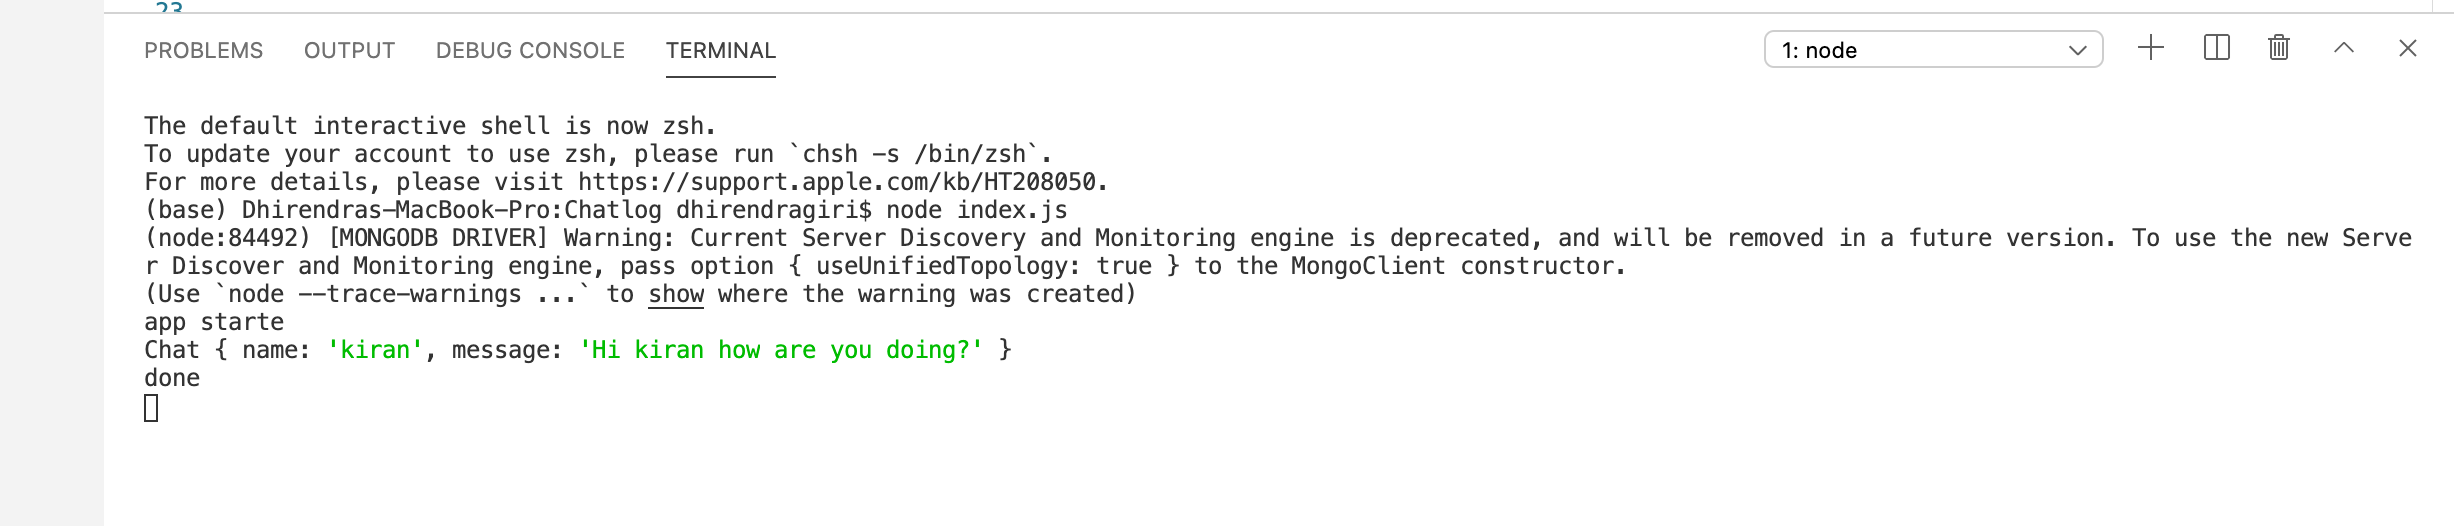 23
PROBLEMS OUTPUT DEBUG CONSOLE TERMINAL 1: node
The default interactive shell is now zsh.
To update your account to use zsh, please run `chsh -s /bin/zsh`.
For more details, please visit https://support.apple.com/kb/HT208050.
(base) Dhirendras-MacBook-Pro:Chatlog dhirendragiri$ node index.js
(node:84492) [MONGODB DRIVER] Warning: Current Server Discovery and Monitoring engine is deprecated, and will be removed in a future version. To use the new Serve
r Discover and Monitoring engine, pass option { useUnifiedTopology: true } to the MongoClient constructor.
(Use `node --trace-warnings ...` to show where the warning was created)
app starte
Chat { name: 'kiran', message: 'Hi kiran how are you doing?' }
done